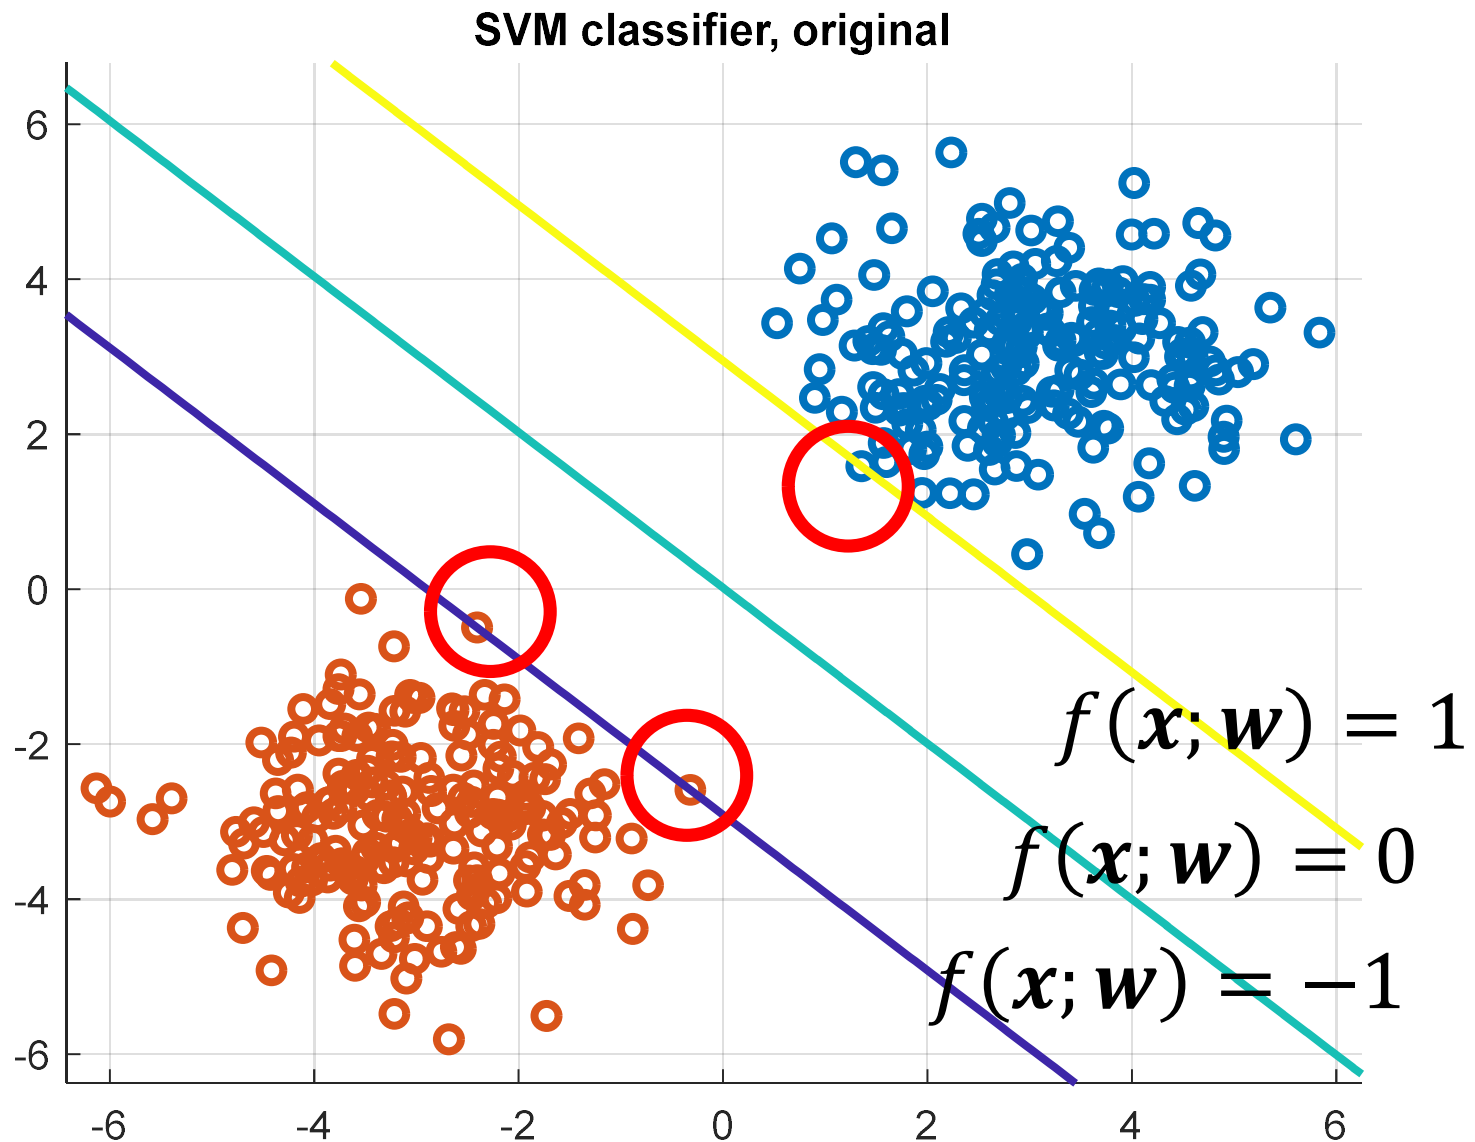 SVM classifier, original
6
4
2
0
-2
-4
-6
f(x; w) = 1
f(x; w) = 0
f(x; w) = −1
-6 -4 -2 0 2 4 6